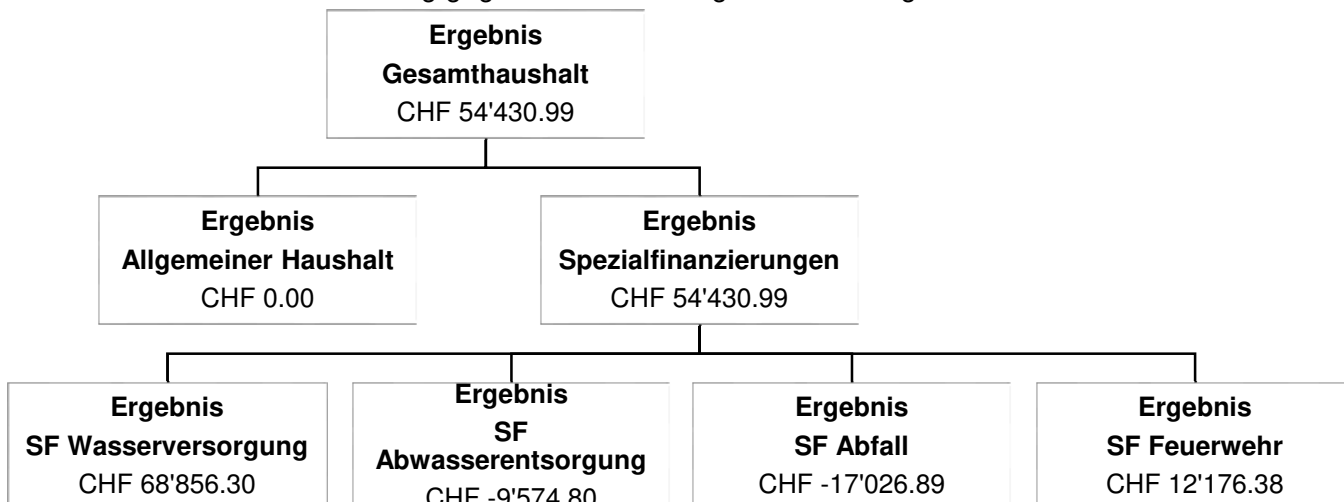 Ergebnis
Gesamthaushalt
CHF 54'430.99
Ergebnis
Allgemeiner Haushalt
CHF 0.00
Ergebnis
Spezialfinanzierungen
CHF 54'430.99
Ergebnis
SF Wasserversorgung
CHF 68'856.30
Ergebnis
SF
Abwasserentsorgung
CHF -9'574.80
Ergebnis
SF Abfall
CHF -17'026.89
Ergebnis
SF Feuerwehr
CHF 12'176.38